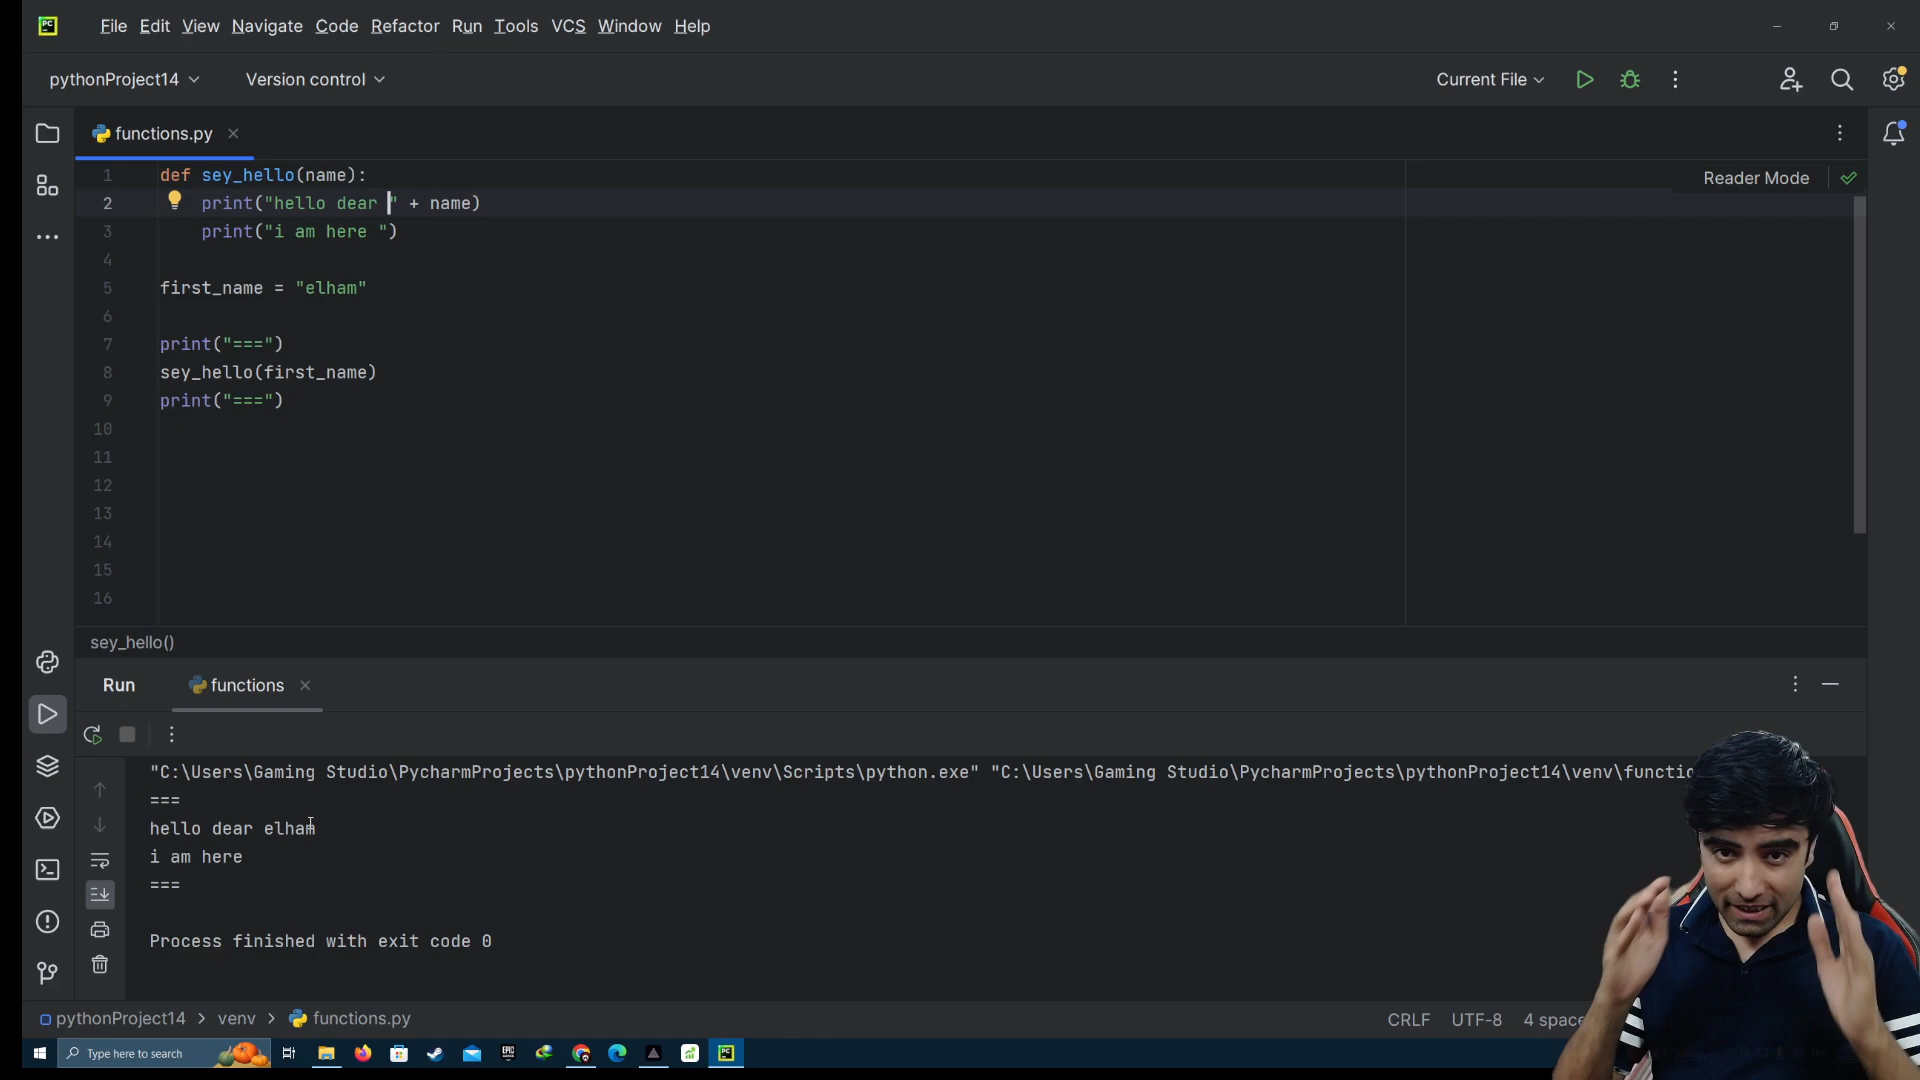 File Edit View Navigate Code Refactor Run Tools VCS Window Help
pythonProject14 Version control Current File
functions.py
Reader Mode
1 def sey_hello(name):
2 print("hello dear " + name)
3 print("i am here ")
4
5 first_name = "elham"
6
7 print("===")
8 sey_hello(first_name)
9 print("===")
10
11
12
13
14
15
16
sey_hello()
Run functions
"C:\Users\Gaming Studio\PycharmProjects\pythonProject14\venv\Scripts\python.exe" "C:\Users\Gaming Studio\PycharmProjects\pythonProject14\venv\functio
===
hello dear elham
i am here
===
Process finished with exit code 0
pythonProject14 > venv > functions.py CRLF UTF-8 4 space
Type here to search